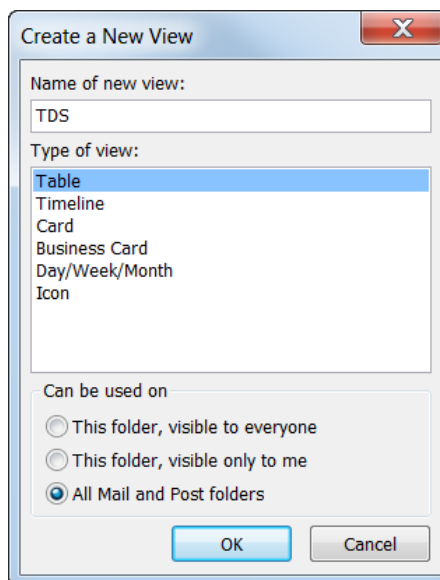 Create a New View
Name of new view:
TDS
Type of view:
Table
Timeline
Card
Business Card
Day/Week/Month
Icon
Can be used on
This folder, visible to everyone
This folder, visible only to me
All Mail and Post folders
OK Cancel